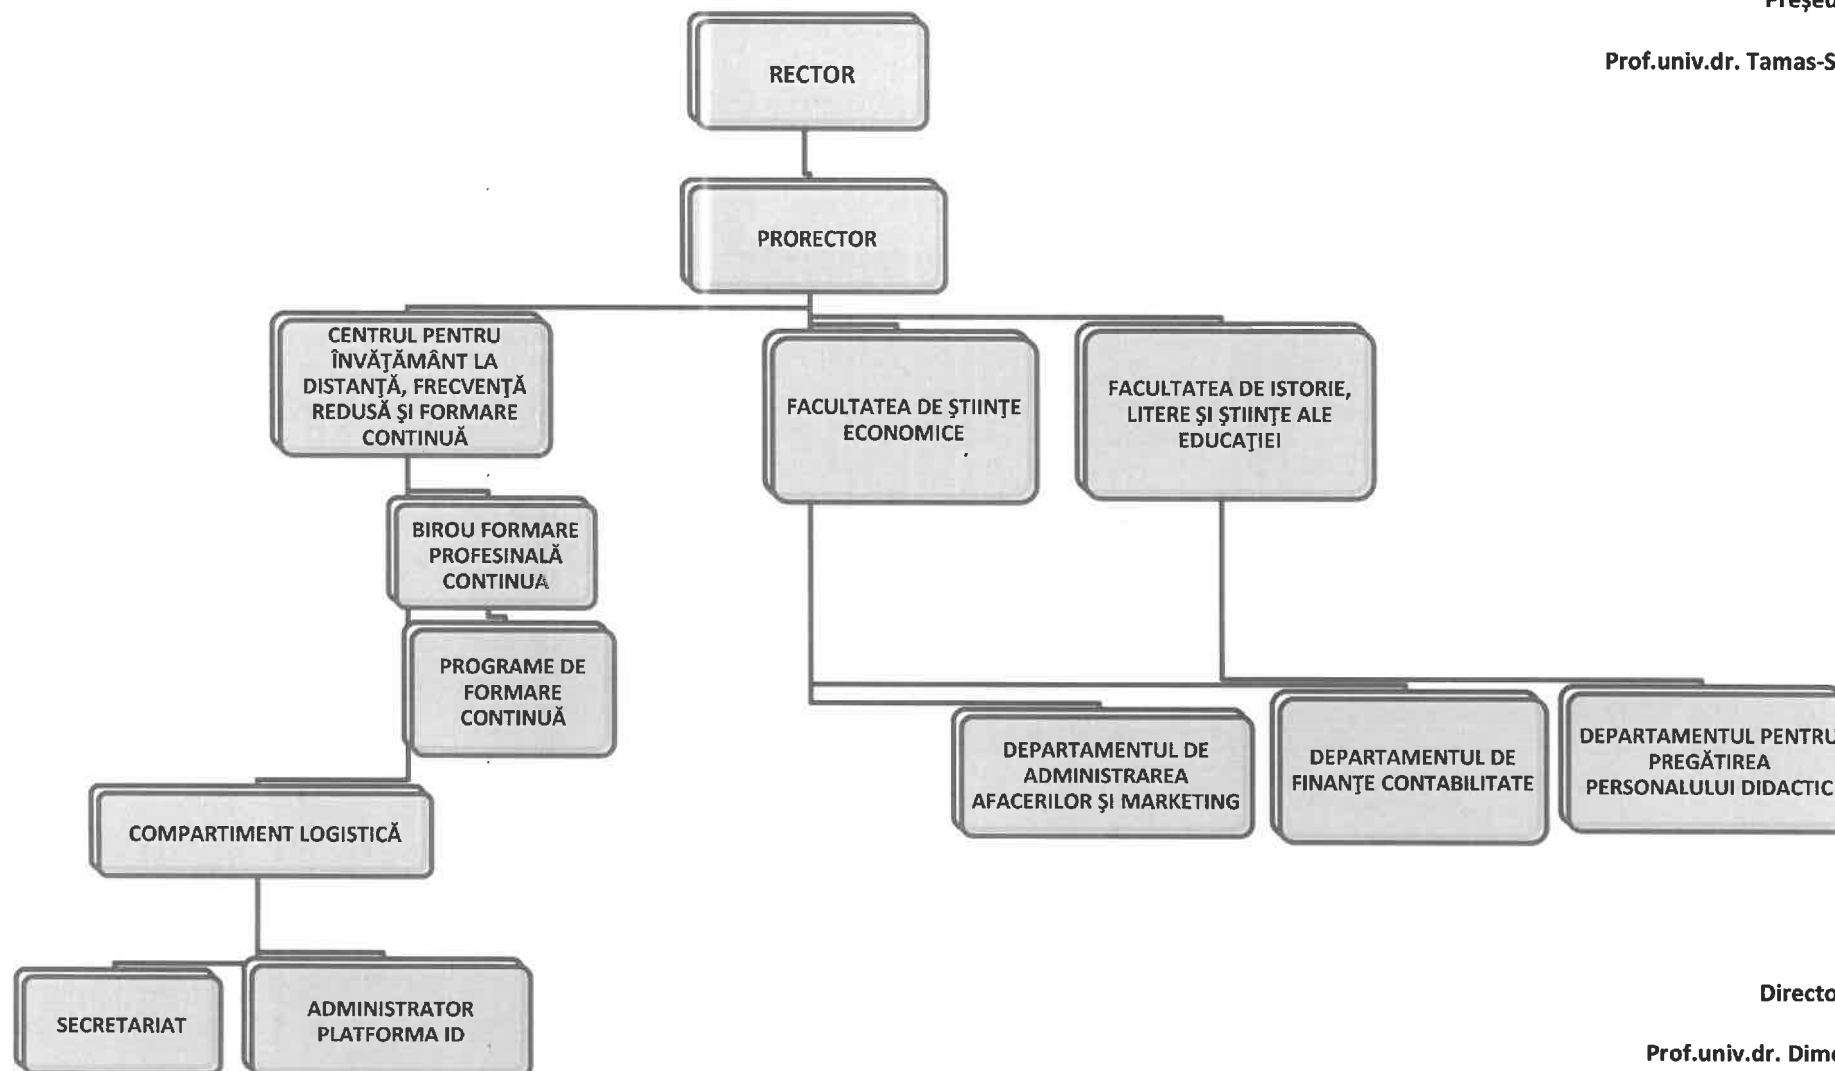 Prof.univ.dr. Tamas-S
RECTOR
PRORECTOR
CENTRUL PENTRU
ÎNVĂŢĂMÂNT LA
DISTANŢĂ, FRECVENŢĂ
REDUSĂ ŞI FORMARE
CONTINUĂ
FACULTATEA DE ŞTIINŢE
ECONOMICE
FACULTATEA DE ISTORIE,
LITERE ŞI ŞTIINŢE ALE
EDUCAŢIEI
BIROU FORMARE
PROFESINALĂ
CONTINUA
PROGRAME DE
FORMARE
CONTINUĂ
DEPARTAMENTUL DE
ADMINISTRAREA
AFACERILOR ŞI MARKETING
DEPARTAMENTUL DE
FINANŢE CONTABILITATE
DEPARTAMENTUL PENTRU
PREGĂTIREA
PERSONALULUI DIDACTIC
COMPARTIMENT LOGISTICĂ
SECRETARIAT
ADMINISTRATOR
PLATFORMA ID
Directo
Prof.univ.dr. Dim